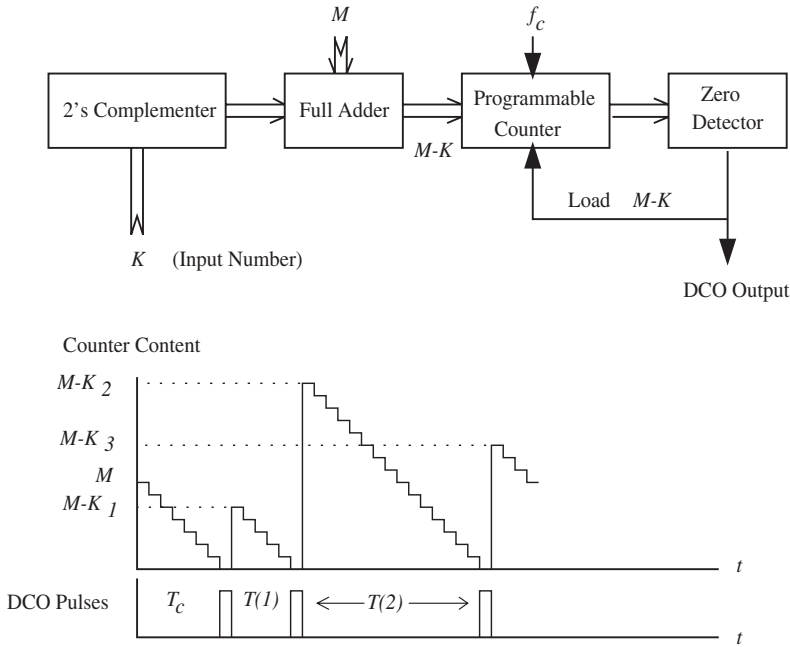 M
f_c
2's Complementer
Full Adder
Programmable
Counter
Zero
Detector
M-K
Load M-K
K (Input Number)
DCO Output
Counter Content
M-K 2
M-K 3
M
M-K 1
t
DCO Pulses
T_c
T(1)
T(2)
t